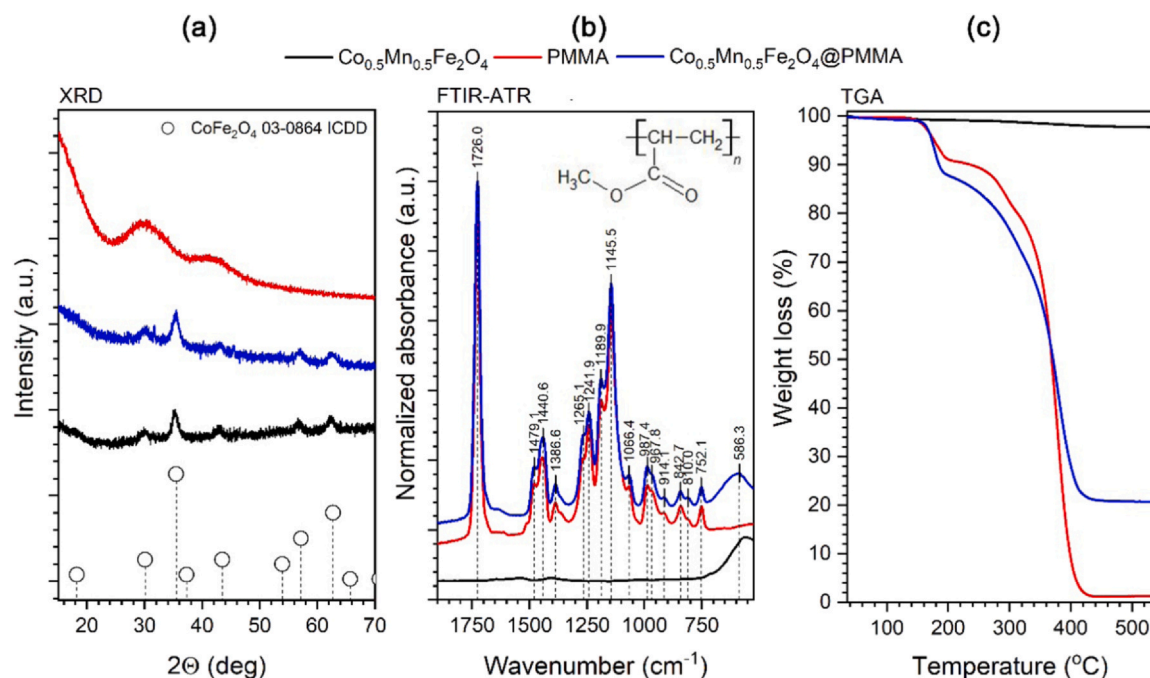 (a) (b) (c)
Co0.5Mn0.5Fe2O4 PMMA Co0.5Mn0.5Fe2O4@PMMA
XRD
CoFe2O4 03-0864 ICDD
Intensity (a.u.)
20 30 40 50 60 70
2Θ (deg)
FTIR-ATR
CH CH2
n
H3C
O
C
O
1726.0
1479.1
1440.6
1386.6
1265.1
1241.9
1189.9
1145.5
1066.4
987.4
967.8
914.1
842.7
810.0
752.1
586.3
Normalized absorbance (a.u.)
1900 1500 1250 1000 750
Wavenumber (cm-1)
TGA
100
90
80
70
60
50
40
30
20
10
0
Weight loss (%)
100 200 300 400 500
Temperature (oC)